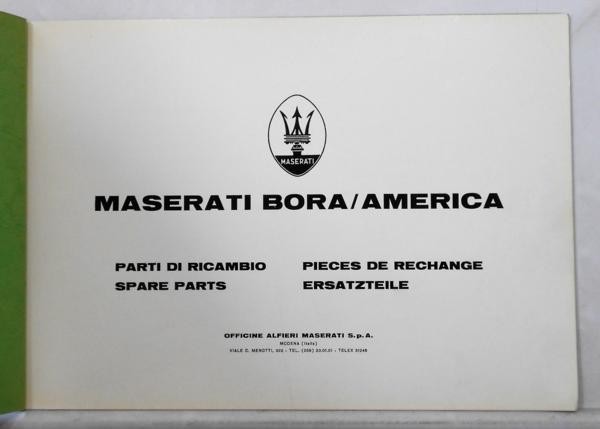 MASERATI
MASERATI BORA/AMERICA
PARTI DI RICAMBIO
SPARE PARTS
PIECES DE RECHANGE
ERSATZTEILE
OFFICINE ALFIERI MASERATI S.p.A.
MODENA (Italia)
VIALE C. MENOTTI, 322 - TEL. (059) 23.01.01 - TELEX 51248